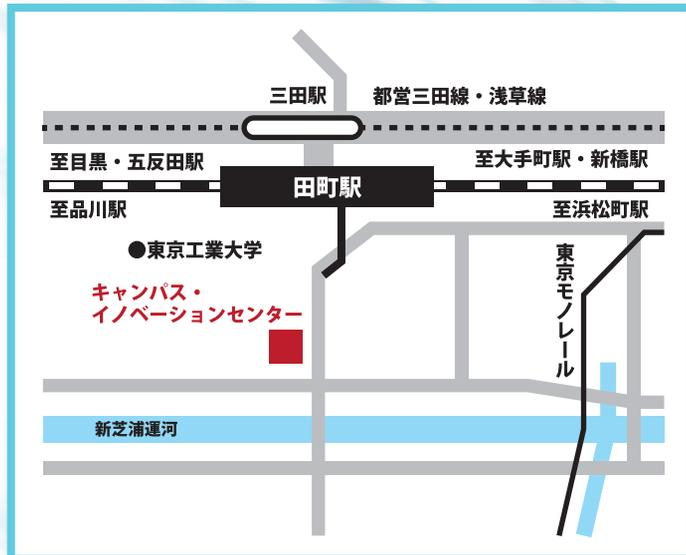 三田駅
都営三田線・浅草線
至目黒・五反田駅
至大手町駅・新橋駅
田町駅
至品川駅
至浜松町駅
●東京工業大学
東京モノレール
キャンパス・
イノベーションセンター
新芝浦運河